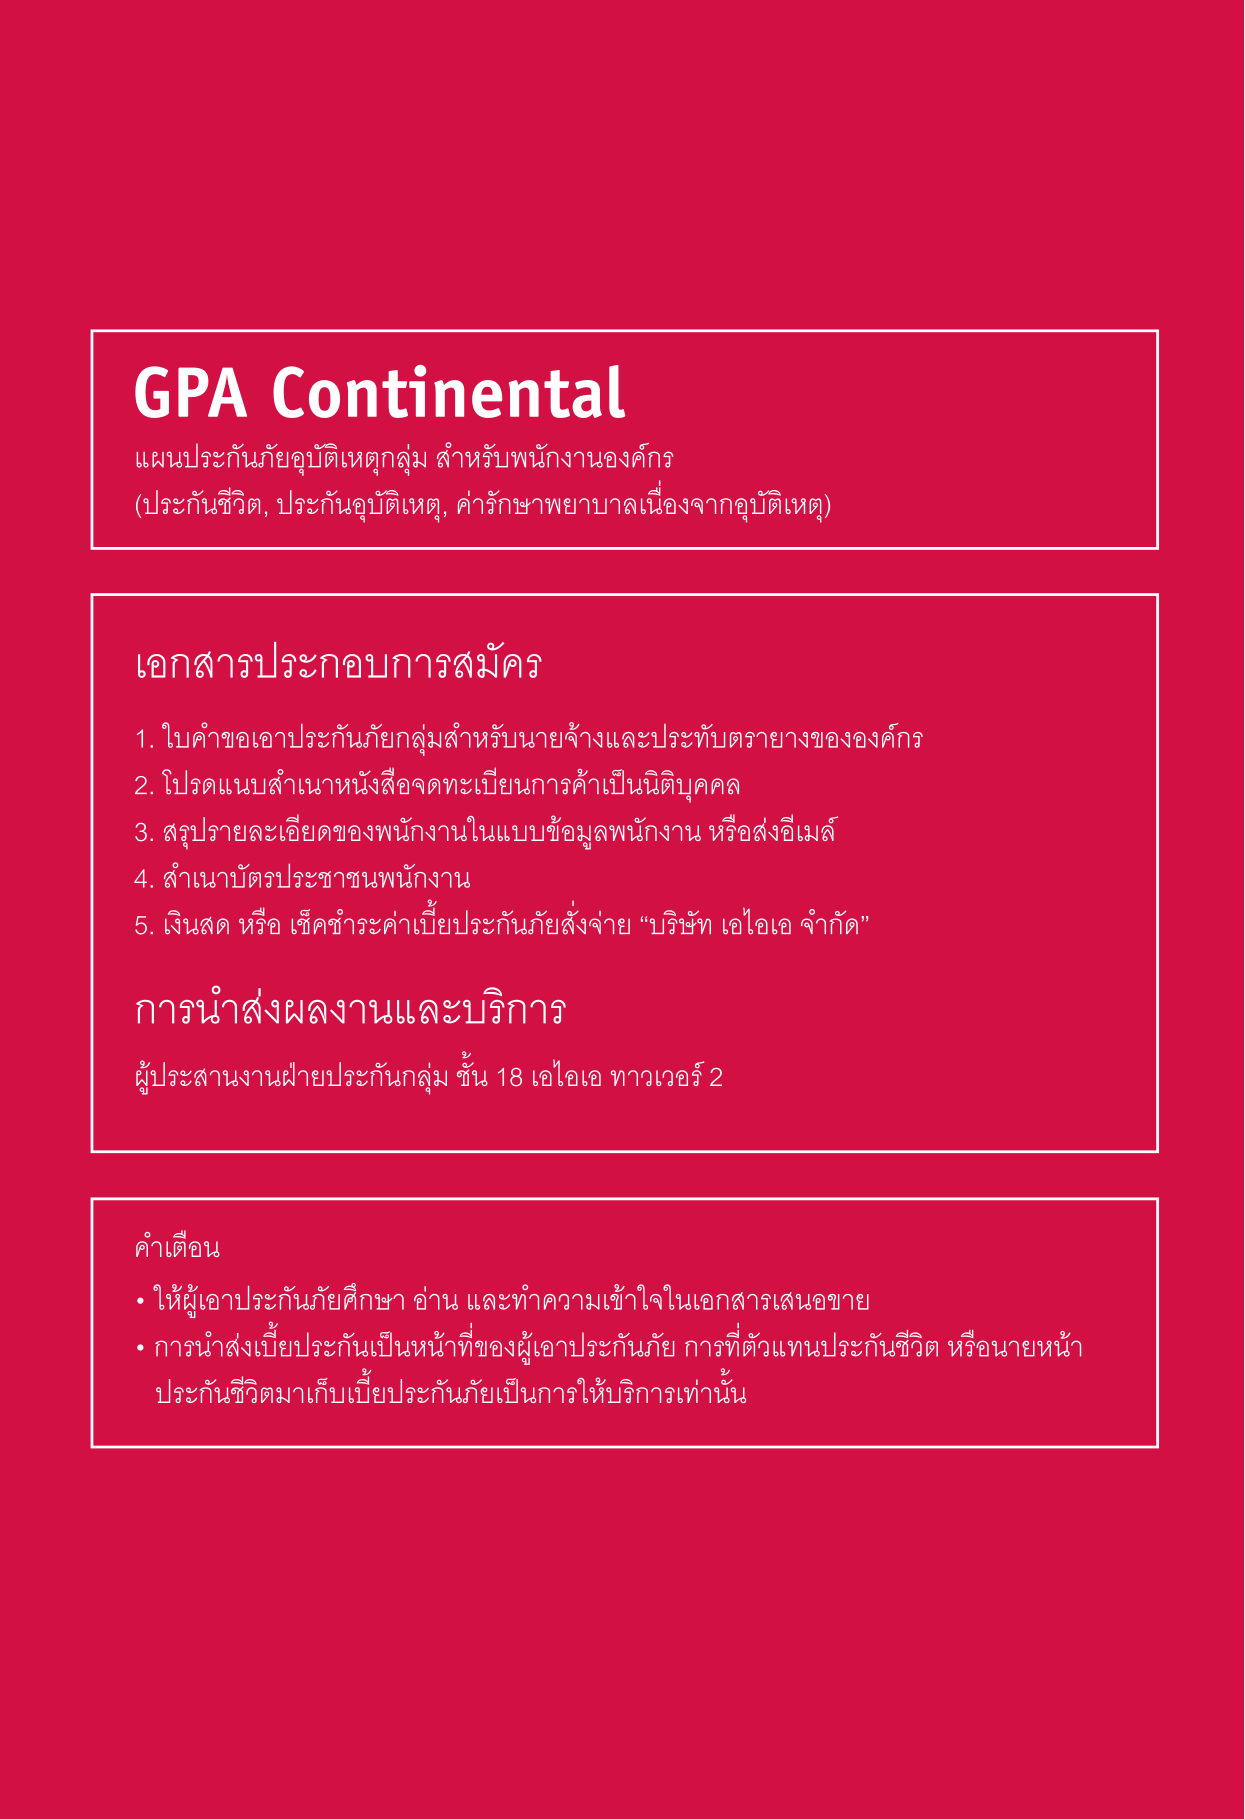 GPA Continental
แผนประกันภัยอุบัติเหตุกลุ่ม สำหรับพนักงานองค์กร
(ประกันชีวิต, ประกันอุบัติเหตุ, ค่ารักษาพยาบาลเนื่องจากอุบัติเหตุ)
เอกสารประกอบการสมัคร
1. ใบคำขอเอาประกันภัยกลุ่มสำหรับนายจ้างและประทับตรายางขององค์กร
2. โปรดแนบสำเนาหนังสือจดทะเบียนการค้าเป็นนิติบุคคล
3. สรุปรายละเอียดของพนักงานในแบบข้อมูลพนักงาน หรือส่งอีเมล์
4. สำเนาบัตรประชาชนพนักงาน
5. เงินสด หรือ เช็คชำระค่าเบี้ยประกันภัยสั่งจ่าย “บริษัท เอไอเอ จำกัด”
การนำส่งผลงานและบริการ
ผู้ประสานงานฝ่ายประกันกลุ่ม ชั้น 18 เอไอเอ ทาวเวอร์ 2
คำเตือน
• ให้ผู้เอาประกันภัยศึกษา อ่าน และทำความเข้าใจในเอกสารเสนอขาย
• การนำส่งเบี้ยประกันเป็นหน้าที่ของผู้เอาประกันภัย การที่ตัวแทนประกันชีวิต หรือนายหน้า
ประกันชีวิตมาเก็บเบี้ยประกันภัยเป็นการให้บริการเท่านั้น